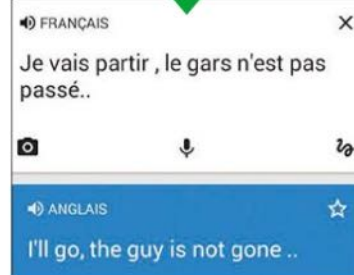 FRANÇAIS
Je vais partir , le gars n'est pas
passé..
ANGLAIS
I'll go, the guy is not gone ..